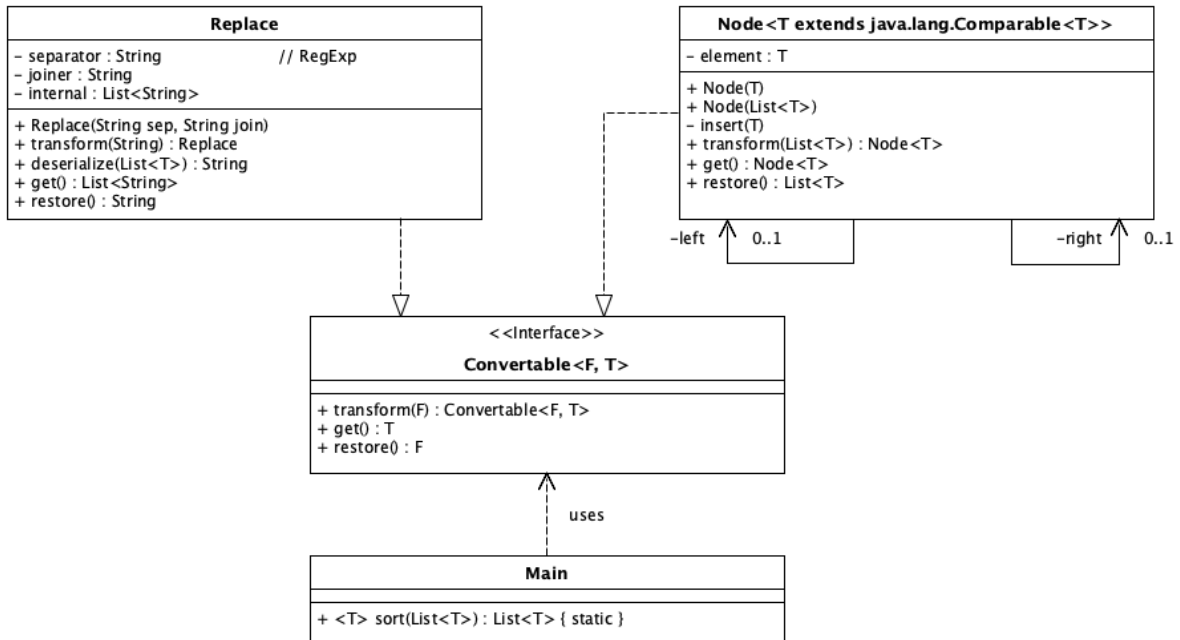 Replace
– separator : String // RegExp
– joiner : String
– internal : List<String>
+ Replace(String sep, String join)
+ transform(String) : Replace
+ deserialize(List<T>) : String
+ get() : List<String>
+ restore() : String
Node<T extends java.lang.Comparable<T>>
– element : T
+ Node(T)
+ Node(List<T>)
– insert(T)
+ transform(List<T>) : Node<T>
+ get() : Node<T>
+ restore() : List<T>
–left 0..1
–right 0..1
<<Interface>>
Convertable<F, T>
+ transform(F) : Convertable<F, T>
+ get() : T
+ restore() : F
uses
Main
+ <T> sort(List<T>) : List<T> { static }